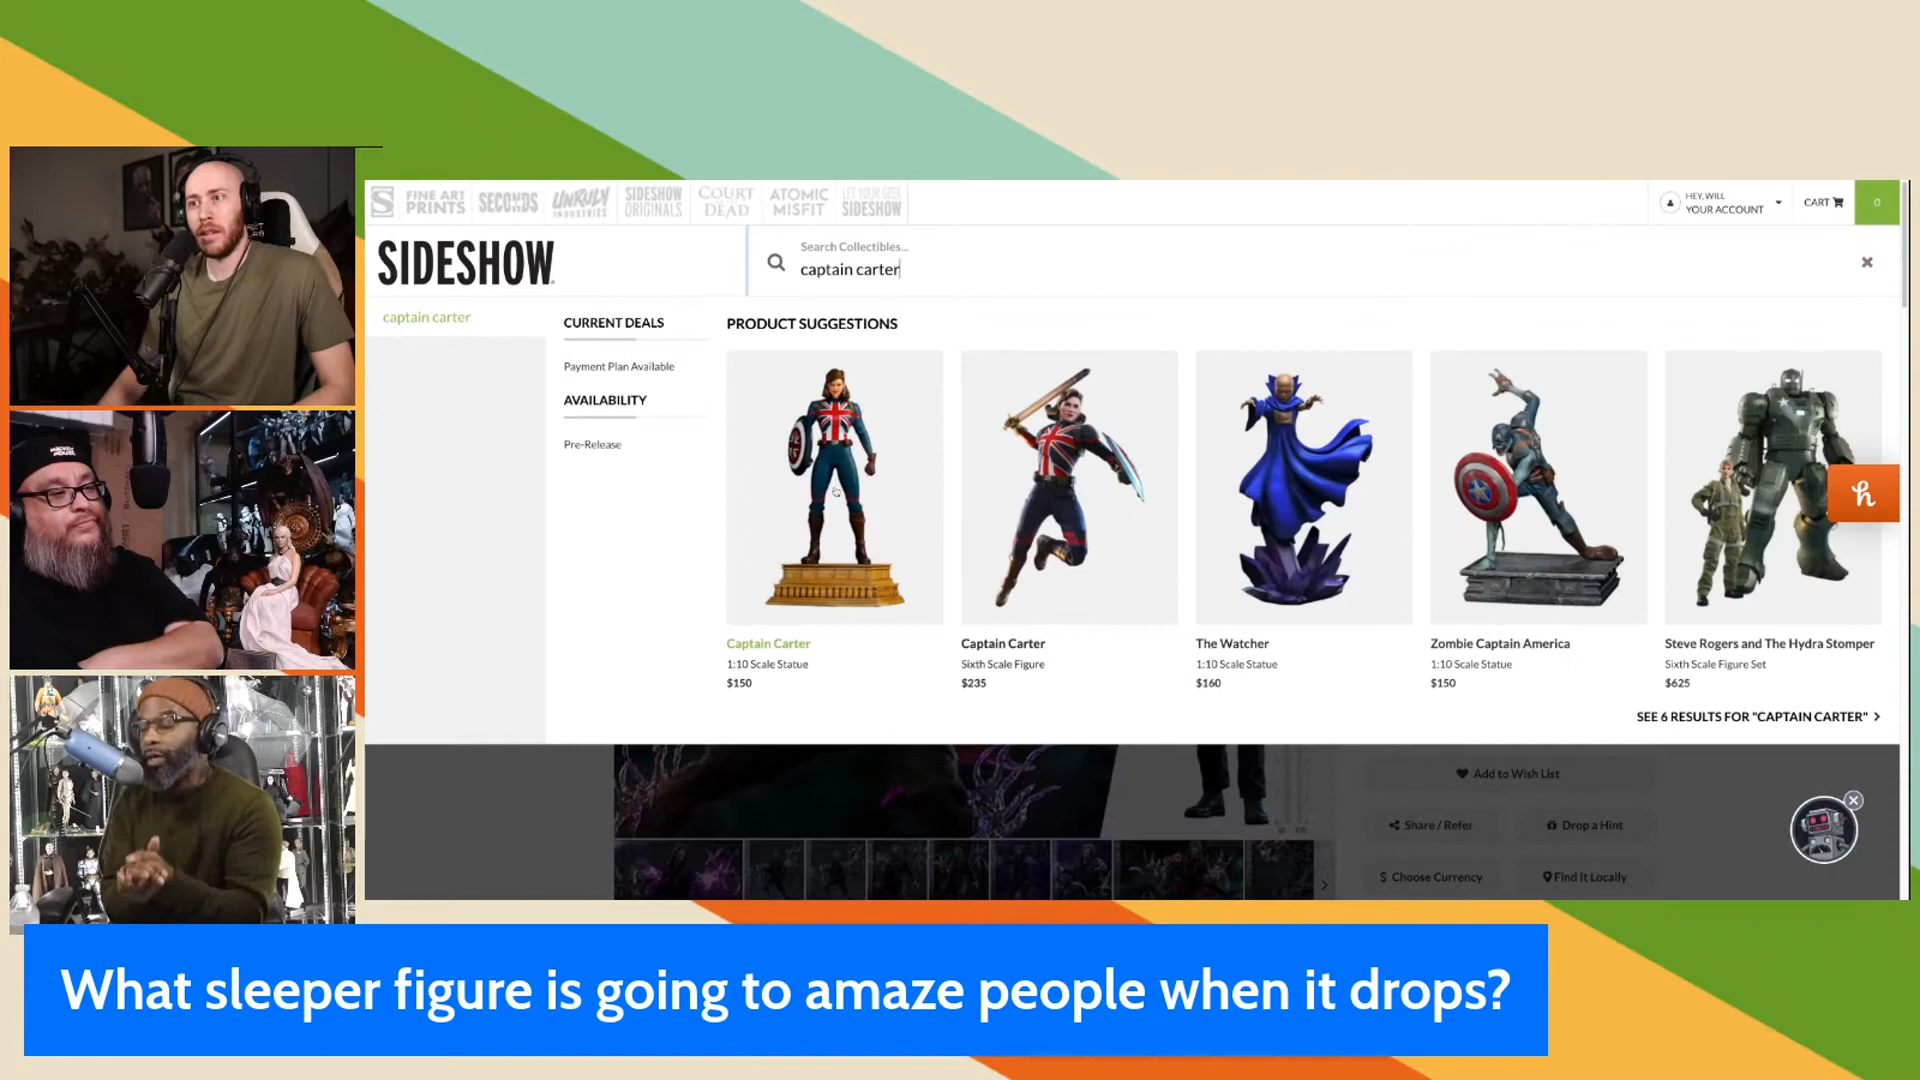 FINE ART
PRINTS
SECONDS
UNRULY
INDUSTRIES
SIDESHOW
ORIGINALS
COURT
OF THE
DEAD
ATOMIC
MISFIT
LET YOUR GEEK
SIDESHOW
HEY, WILL
YOUR ACCOUNT
CART
0
SIDESHOW
Search Collectibles...
captain carter
captain carter
CURRENT DEALS
Payment Plan Available
AVAILABILITY
Pre-Release
PRODUCT SUGGESTIONS
Captain Carter
1:10 Scale Statue
$150
Captain Carter
Sixth Scale Figure
$235
The Watcher
1:10 Scale Statue
$160
Zombie Captain America
1:10 Scale Statue
$150
Steve Rogers and The Hydra Stomper
Sixth Scale Figure Set
$625
SEE 6 RESULTS FOR "CAPTAIN CARTER"
Add to Wish List
Share / Refer
Drop a Hint
$ Choose Currency
Find It Locally
What sleeper figure is going to amaze people when it drops?